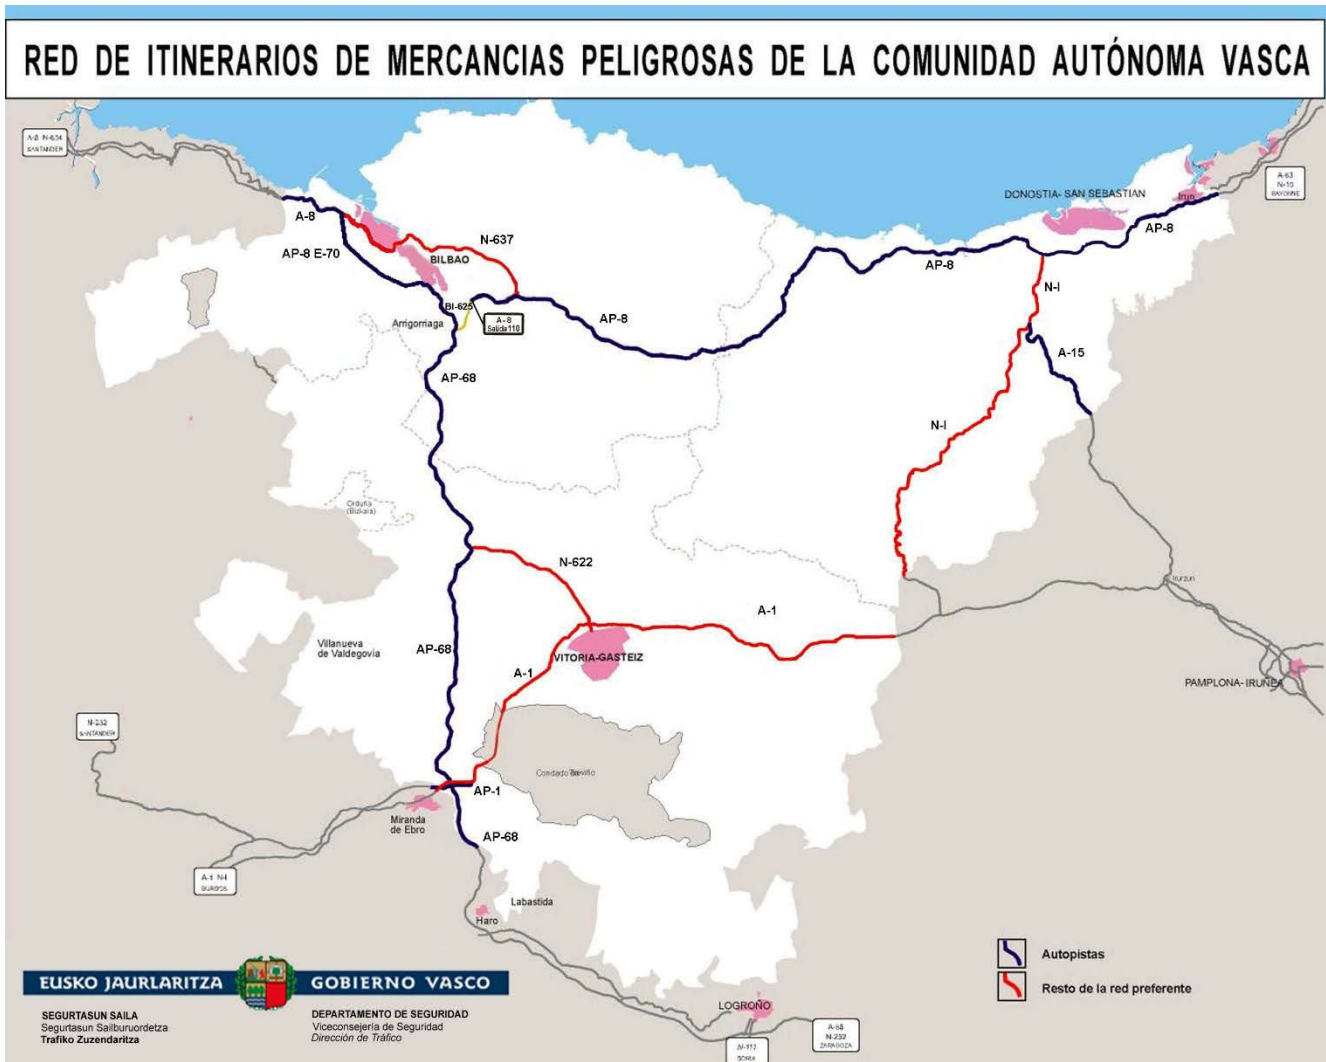 RED DE ITINERARIOS DE MERCANCIAS PELIGROSAS DE LA COMUNIDAD AUTÓNOMA VASCA
A-8 N-634
SANTANDER
A-63
N-10
BAYONNE
DONOSTIA- SAN SEBASTIAN
Irun
A-8
AP-8
N-637
AP-8 E-70
BILBAO
AP-8
N-I
BI-625
A-8
Salida 110
AP-8
Arrigorriaga
A-15
AP-68
N-I
Orduña
(Bizkaia)
N-622
Irurzun
A-1
Villanueva
de Valdegovia
AP-68
VITORIA-GASTEIZ
A-1
PAMPLONA- IRUÑEA
N-232
SANTANDER
Condado de Treviño
AP-1
Miranda
de Ebro
AP-68
A-1 N-I
BURGOS
Labastida
Haro
Autopistas
Resto de la red preferente
EUSKO JAURLARITZA
GOBIERNO VASCO
LOGROÑO
SEGURTASUN SAILA
Segurtasun Sailburuordetza
Trafiko Zuzendaritza
DEPARTAMENTO DE SEGURIDAD
Viceconsejería de Seguridad
Dirección de Tráfico
A-68
N-232
ZARAGOZA
N-111
SORIA